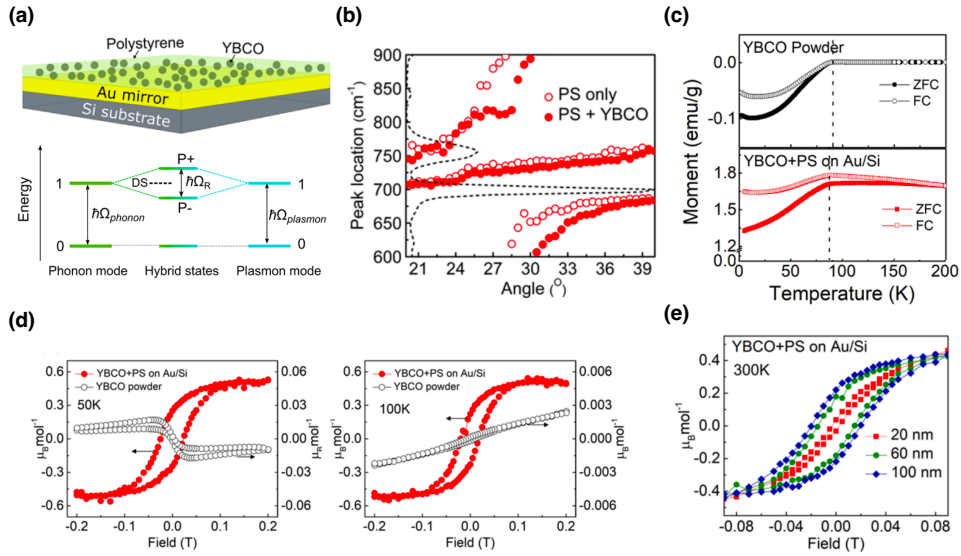 (a)
Polystyrene
YBCO
Au mirror
Si substrate
Energy
1
ħΩphonon
0
P+
DS
ħΩR
P-
1
ħΩplasmon
0
Phonon mode
Hybrid states
Plasmon mode
(b)
Peak location (cm⁻¹)
900
850
800
750
700
650
600
PS only
PS + YBCO
21 24 27 30 33 36 39
Angle (°)
(c)
Moment (emu/g)
YBCO Powder
0.0
-0.1
ZFC
FC
YBCO+PS on Au/Si
1.8
1.6
1.4
1.2
0.0
ZFC
FC
0 50 100 150 200
Temperature (K)
(d)
μB mol⁻¹
0.6
0.3
0.0
-0.3
-0.6
YBCO+PS on Au/Si
YBCO powder
50K
0.06
0.03
0.00
-0.03
-0.06
μB mol⁻¹
-0.2 -0.1 0.0 0.1 0.2
Field (T)
μB mol⁻¹
0.6
0.3
0.0
-0.3
-0.6
YBCO+PS on Au/Si
YBCO powder
100K
0.006
0.003
0.000
-0.003
-0.006
μB mol⁻¹
-0.2 -0.1 0.0 0.1 0.2
Field (T)
(e)
μB mol⁻¹
0.4
0.2
0.0
-0.2
-0.4
YBCO+PS on Au/Si
300K
20 nm
60 nm
100 nm
-0.08 -0.04 0.00 0.04 0.08
Field (T)